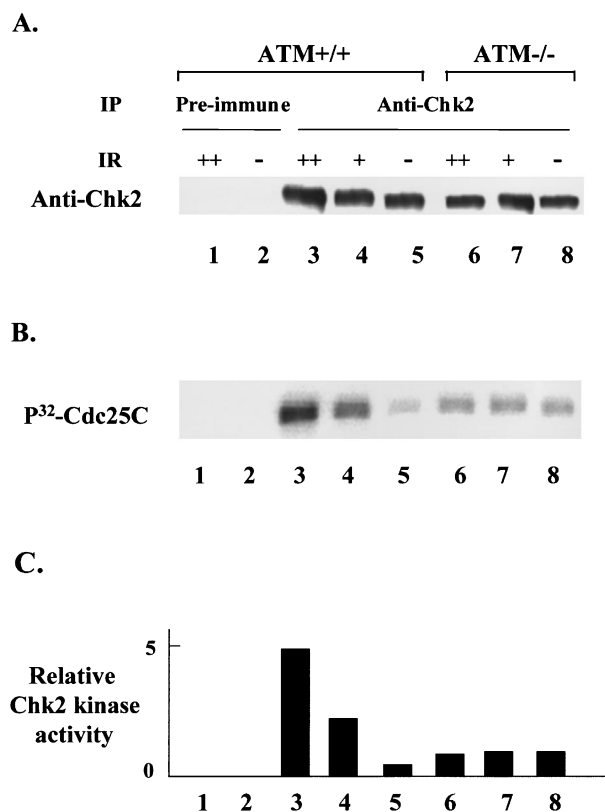 A.
ATM+/+ ATM-/-
IP Pre-immune Anti-Chk2
IR ++ - ++ + - ++ + -
Anti-Chk2
1 2 3 4 5 6 7 8
B.
P³²-Cdc25C
1 2 3 4 5 6 7 8
C.
5
Relative
Chk2 kinase
activity
0
1 2 3 4 5 6 7 8